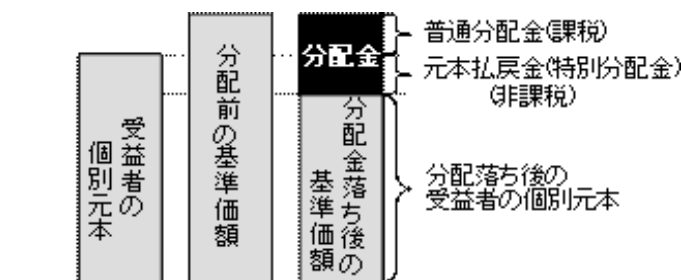 受益者の
個別元本
分配前の基準価額
分配金
分配金落ち後の
基準価額
普通分配金(課税)
元本払戻金(特別分配金)
(非課税)
分配落ち後の
受益者の個別元本